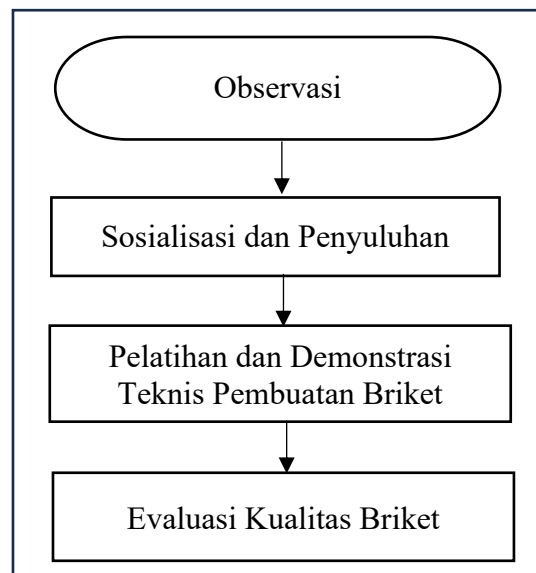 Observasi
Sosialisasi dan Penyuluhan
Pelatihan dan Demonstrasi
Teknis Pembuatan Briket
Evaluasi Kualitas Briket